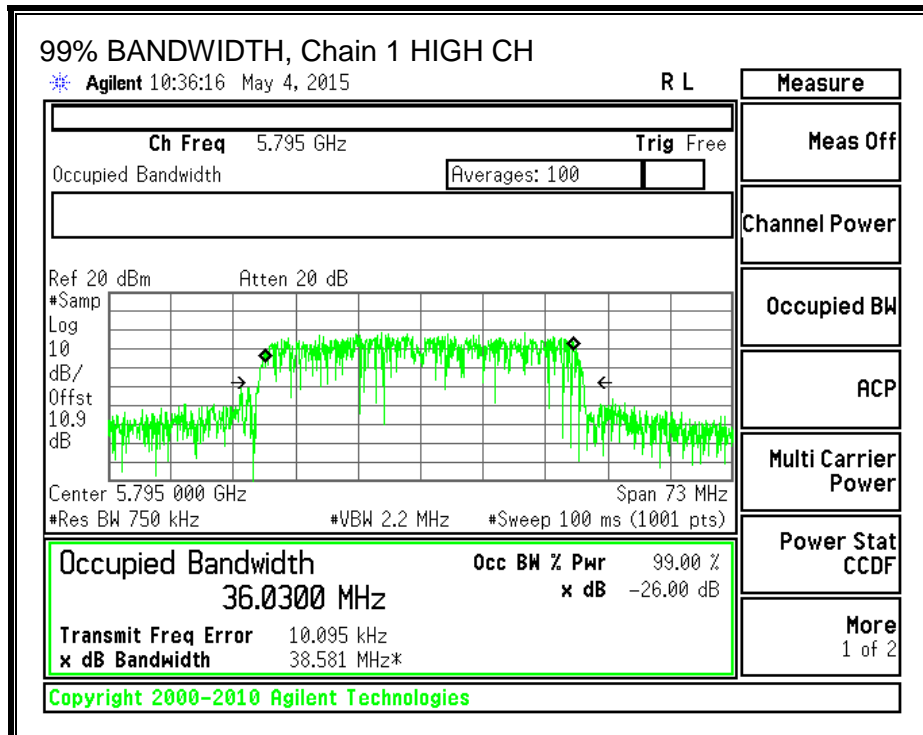 99% BANDWIDTH, Chain 1 HIGH CH
Agilent 10:36:16 May 4, 2015 R L
Measure
Ch Freq 5.795 GHz Trig Free
Meas Off
Occupied Bandwidth Averages: 100
Channel Power
Ref 20 dBm Atten 20 dB
#Samp
Log
10
dB/
Offst
10.9
dB
Occupied BW
ACP
Multi Carrier
Power
Center 5.795 000 GHz Span 73 MHz
#Res BW 750 kHz #VBW 2.2 MHz #Sweep 100 ms (1001 pts)
Power Stat
CCDF
Occupied Bandwidth Occ BW % Pwr 99.00 %
36.0300 MHz x dB -26.00 dB
Transmit Freq Error 10.095 kHz
x dB Bandwidth 38.581 MHz*
More
1 of 2
Copyright 2000-2010 Agilent Technologies